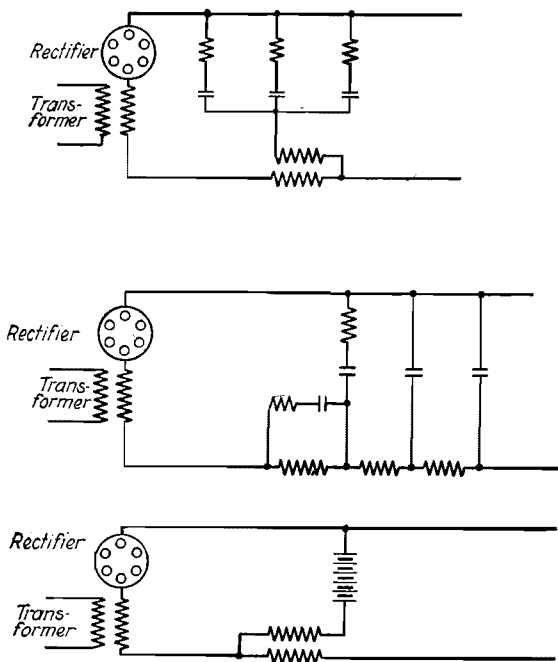 Rectifier
Trans-
former
Rectifier
Trans-
former
Rectifier
Trans-
former